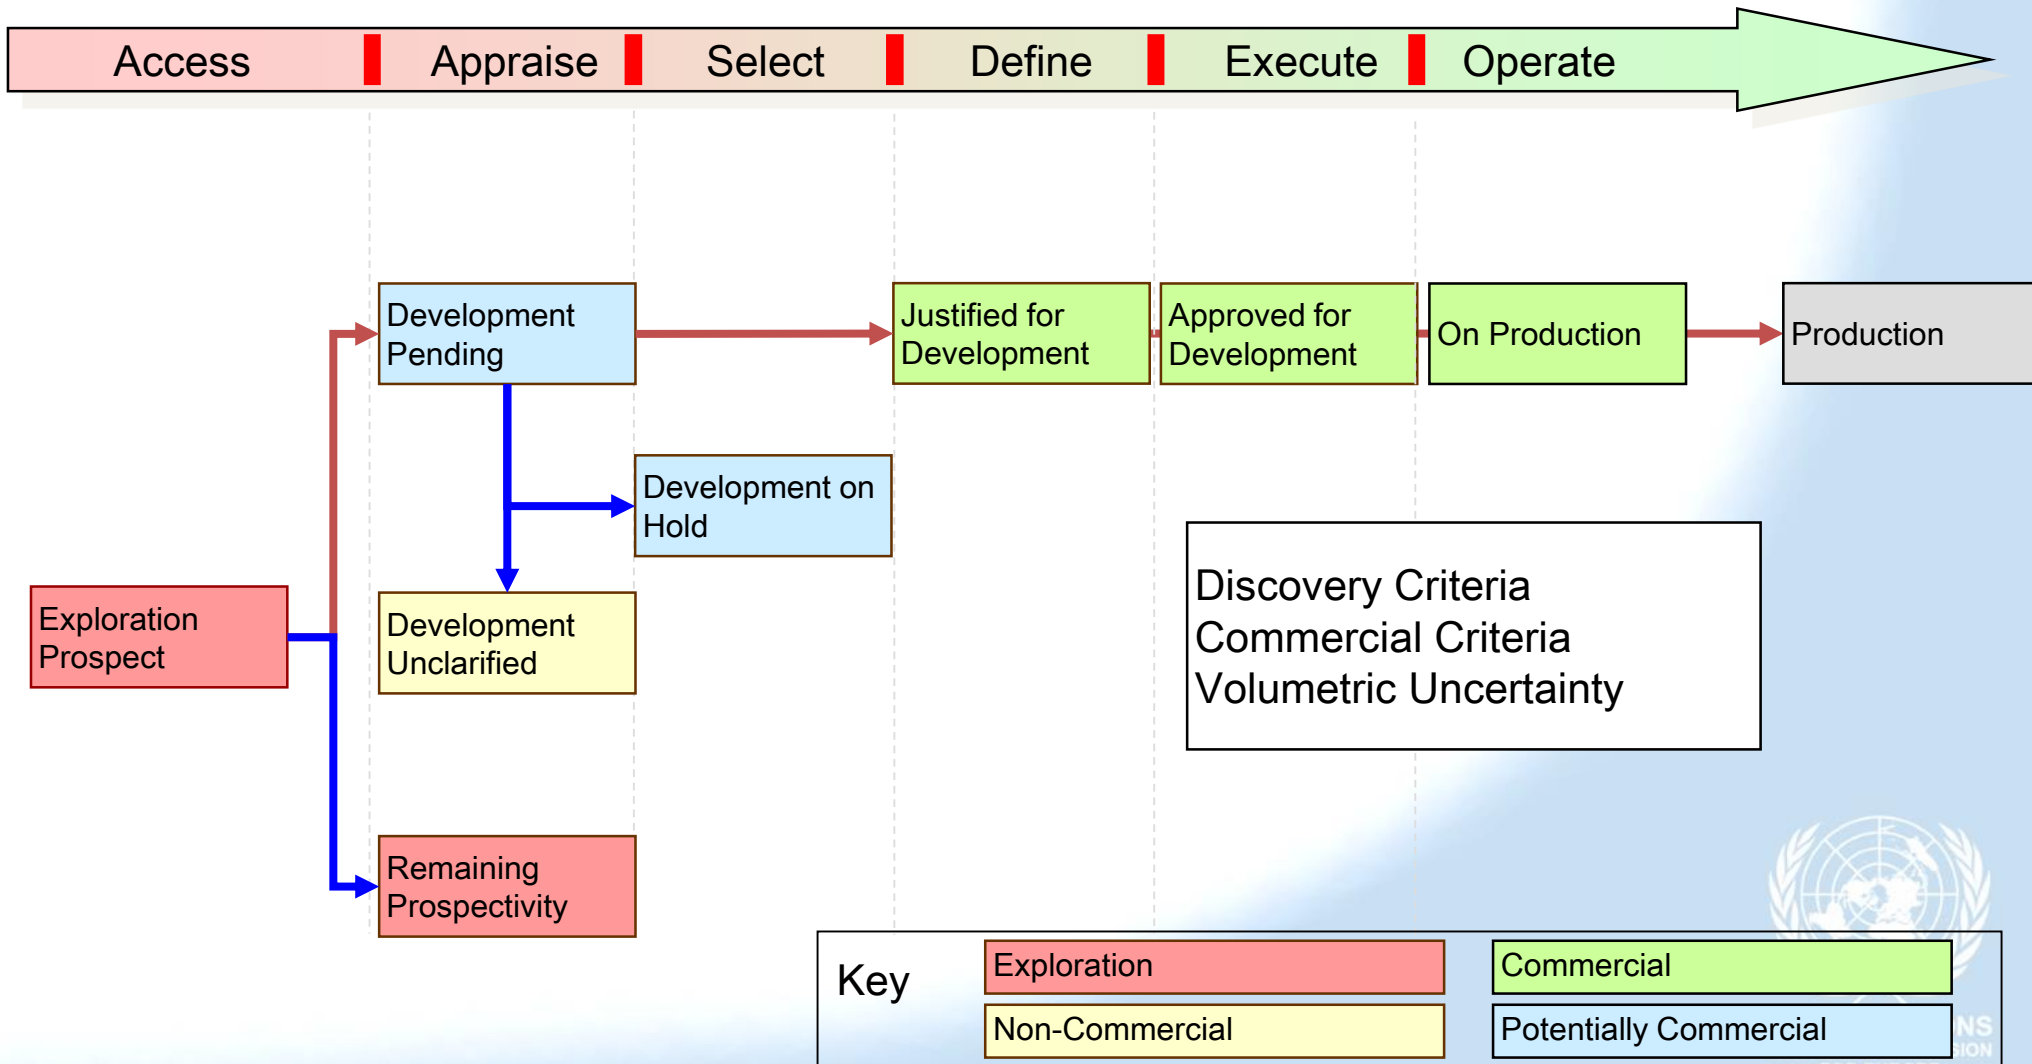 Access
Appraise
Select
Define
Execute
Operate
Development
Pending
Justified for
Development
Approved for
Development
On Production
Production
Development on
Hold
Exploration
Prospect
Development
Unclarified
Discovery Criteria
Commercial Criteria
Volumetric Uncertainty
Remaining
Prospectivity
Key
Exploration
Commercial
Non-Commercial
Potentially Commercial